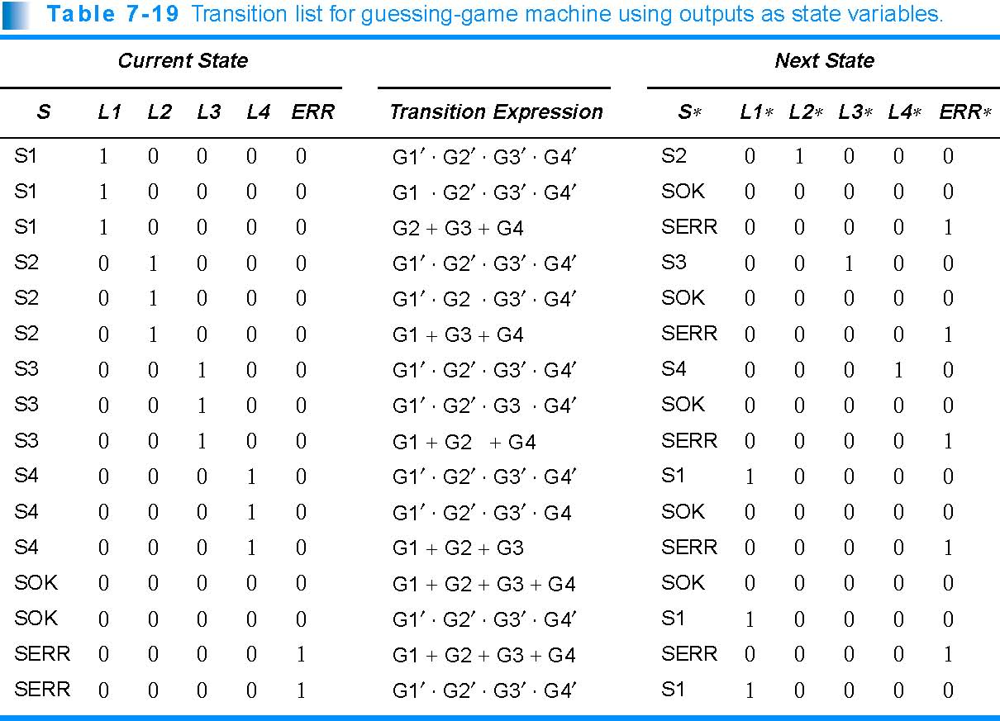 Table 7-19 Transition list for guessing-game machine using outputs as state variables.
Current State Next State
S L1 L2 L3 L4 ERR Transition Expression S∗ L1∗ L2∗ L3∗ L4∗ ERR∗
S1 1 0 0 0 0 G1′ · G2′ · G3′ · G4′ S2 0 1 0 0 0
S1 1 0 0 0 0 G1 · G2′ · G3′ · G4′ SOK 0 0 0 0 0
S1 1 0 0 0 0 G2 + G3 + G4 SERR 0 0 0 0 1
S2 0 1 0 0 0 G1′ · G2′ · G3′ · G4′ S3 0 0 1 0 0
S2 0 1 0 0 0 G1′ · G2 · G3′ · G4′ SOK 0 0 0 0 0
S2 0 1 0 0 0 G1 + G3 + G4 SERR 0 0 0 0 1
S3 0 0 1 0 0 G1′ · G2′ · G3′ · G4′ S4 0 0 0 1 0
S3 0 0 1 0 0 G1′ · G2′ · G3 · G4′ SOK 0 0 0 0 0
S3 0 0 1 0 0 G1 + G2 + G4 SERR 0 0 0 0 1
S4 0 0 0 1 0 G1′ · G2′ · G3′ · G4′ S1 1 0 0 0 0
S4 0 0 0 1 0 G1′ · G2′ · G3′ · G4 SOK 0 0 0 0 0
S4 0 0 0 1 0 G1 + G2 + G3 SERR 0 0 0 0 1
SOK 0 0 0 0 0 G1 + G2 + G3 + G4 SOK 0 0 0 0 0
SOK 0 0 0 0 0 G1′ · G2′ · G3′ · G4′ S1 1 0 0 0 0
SERR 0 0 0 0 1 G1 + G2 + G3 + G4 SERR 0 0 0 0 1
SERR 0 0 0 0 1 G1′ · G2′ · G3′ · G4′ S1 1 0 0 0 0